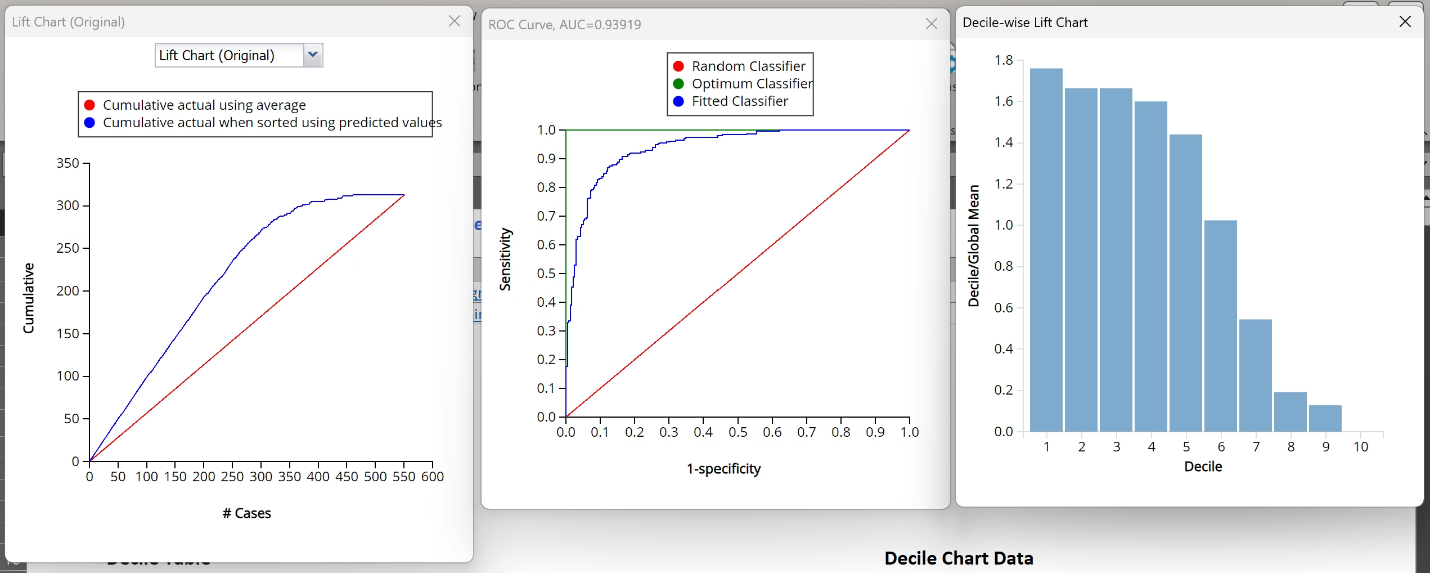 Lift Chart (Original)
Lift Chart (Original)
Cumulative actual using average
Cumulative actual when sorted using predicted values
350
300
250
200
150
100
50
0
Cumulative
0 50 100 150 200 250 300 350 400 450 500 550 600
# Cases
ROC Curve, AUC=0.93919
Random Classifier
Optimum Classifier
Fitted Classifier
1.0
0.9
0.8
0.7
0.6
0.5
0.4
0.3
0.2
0.1
0.0
Sensitivity
0.0 0.1 0.2 0.3 0.4 0.5 0.6 0.7 0.8 0.9 1.0
1-specificity
Decile-wise Lift Chart
1.8
1.6
1.4
1.2
1.0
0.8
0.6
0.4
0.2
0.0
Decile/Global Mean
1 2 3 4 5 6 7 8 9 10
Decile
Decile Table
Decile Chart Data